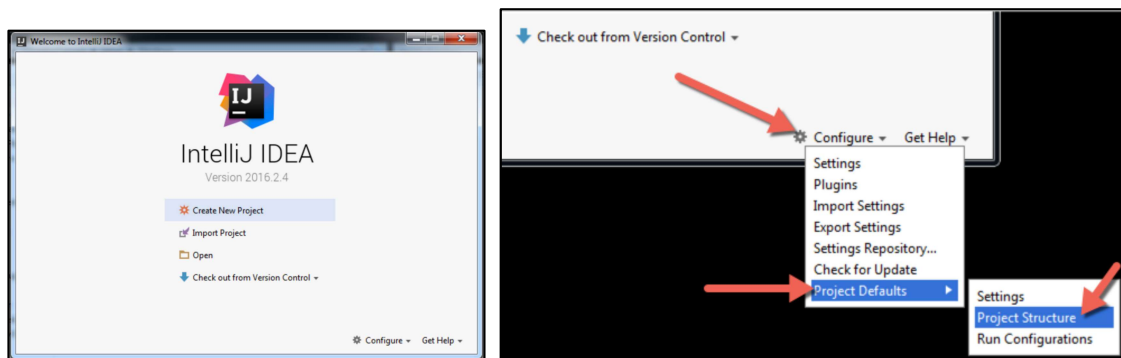 Welcome to IntelliJ IDEA
IJ
IntelliJ IDEA
Version 2016.2.4
Create New Project
Import Project
Open
Check out from Version Control
Configure
Get Help
Check out from Version Control
Configure
Get Help
Settings
Plugins
Import Settings
Export Settings
Settings Repository...
Check for Update
Project Defaults
Settings
Project Structure
Run Configurations